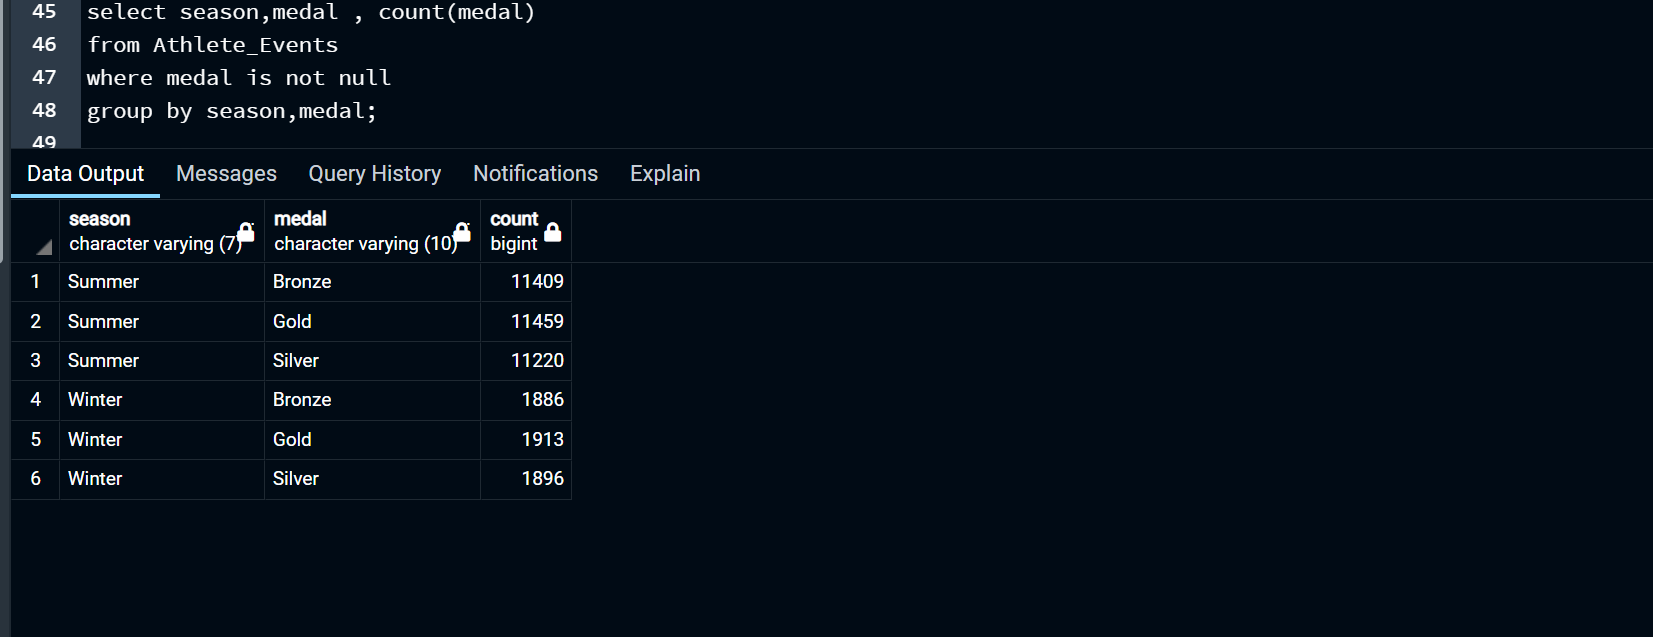 45 select season,medal , count(medal)
46 from Athlete_Events
47 where medal is not null
48 group by season,medal;
49
Data Output Messages Query History Notifications Explain
season medal count
character varying (7) character varying (10) bigint
1 Summer Bronze 11409
2 Summer Gold 11459
3 Summer Silver 11220
4 Winter Bronze 1886
5 Winter Gold 1913
6 Winter Silver 1896